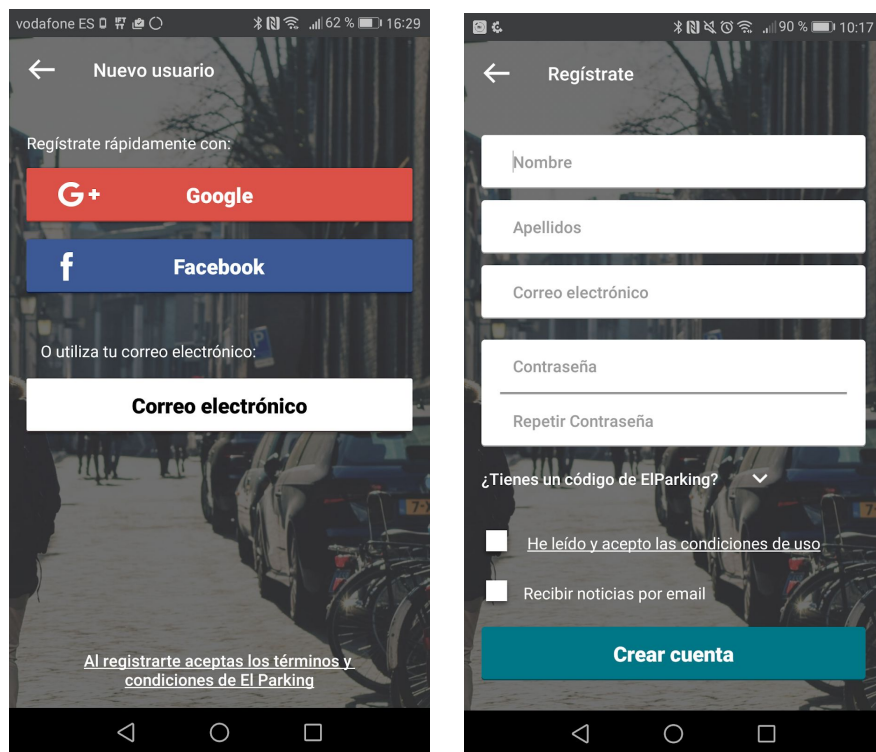 vodafone ES 62 % 16:29
Nuevo usuario
Regístrate rápidamente con:
G+ Google
f Facebook
O utiliza tu correo electrónico:
Correo electrónico
Al registrarte aceptas los términos y
condiciones de El Parking
90 % 10:17
Regístrate
Nombre
Apellidos
Correo electrónico
Contraseña
Repetir Contraseña
¿Tienes un código de ElParking?
He leído y acepto las condiciones de uso
Recibir noticias por email
Crear cuenta